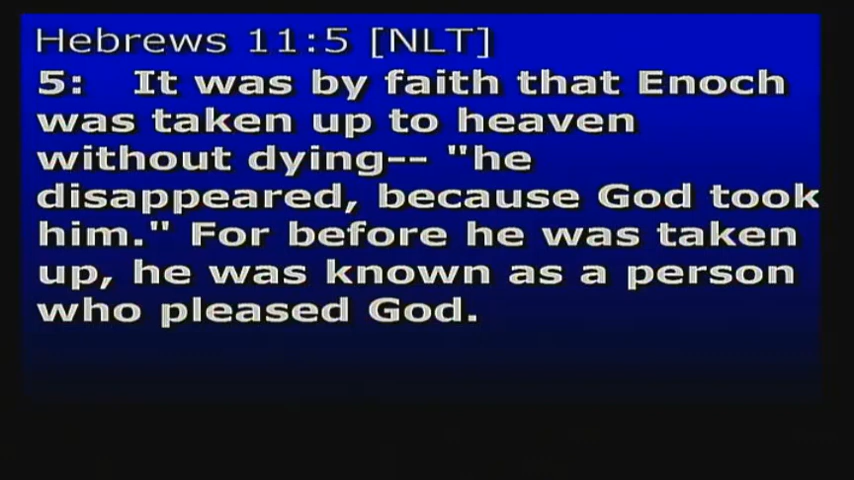 Hebrews 11:5 [NLT]
5: It was by faith that Enoch
was taken up to heaven
without dying-- "he
disappeared, because God took
him." For before he was taken
up, he was known as a person
who pleased God.